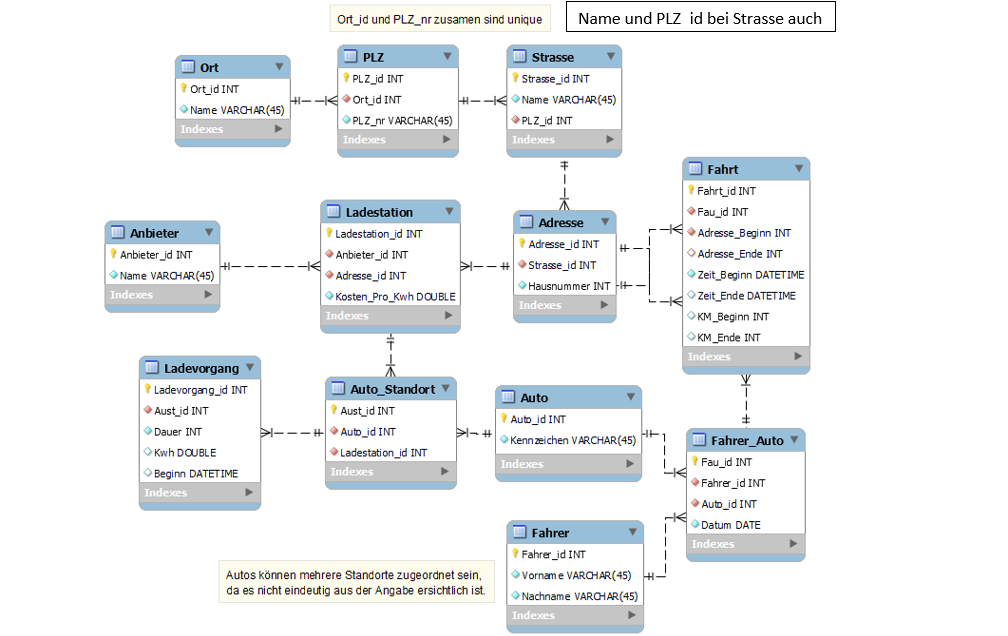 Ort_id und PLZ_nr zusamen sind unique
Name und PLZ  id bei Strasse auch
Ort
Ort_id INT
Name VARCHAR(45)
Indexes
PLZ
PLZ_id INT
Ort_id INT
PLZ_nr VARCHAR(45)
Indexes
Strasse
Strasse_id INT
Name VARCHAR(45)
PLZ_id INT
Indexes
Fahrt
Fahrt_id INT
Fau_id INT
Adresse_Beginn INT
Adresse_Ende INT
Zeit_Beginn DATETIME
Zeit_Ende DATETIME
KM_Beginn INT
KM_Ende INT
Indexes
Anbieter
Anbieter_id INT
Name VARCHAR(45)
Indexes
Ladestation
Ladestation_id INT
Anbieter_id INT
Adresse_id INT
Kosten_Pro_Kwh DOUBLE
Indexes
Adresse
Adresse_id INT
Strasse_id INT
Hausnummer INT
Indexes
Ladevorgang
Ladevorgang_id INT
Aust_id INT
Dauer INT
Kwh DOUBLE
Beginn DATETIME
Indexes
Auto_Standort
Aust_id INT
Auto_id INT
Ladestation_id INT
Indexes
Auto
Auto_id INT
Kennzeichen VARCHAR(45)
Indexes
Fahrer_Auto
Fau_id INT
Fahrer_id INT
Auto_id INT
Datum DATE
Indexes
Fahrer
Fahrer_id INT
Vorname VARCHAR(45)
Nachname VARCHAR(45)
Indexes
Autos können mehrere Standorte zugeordnet sein,
da es nicht eindeutig aus der Angabe ersichtlich ist.